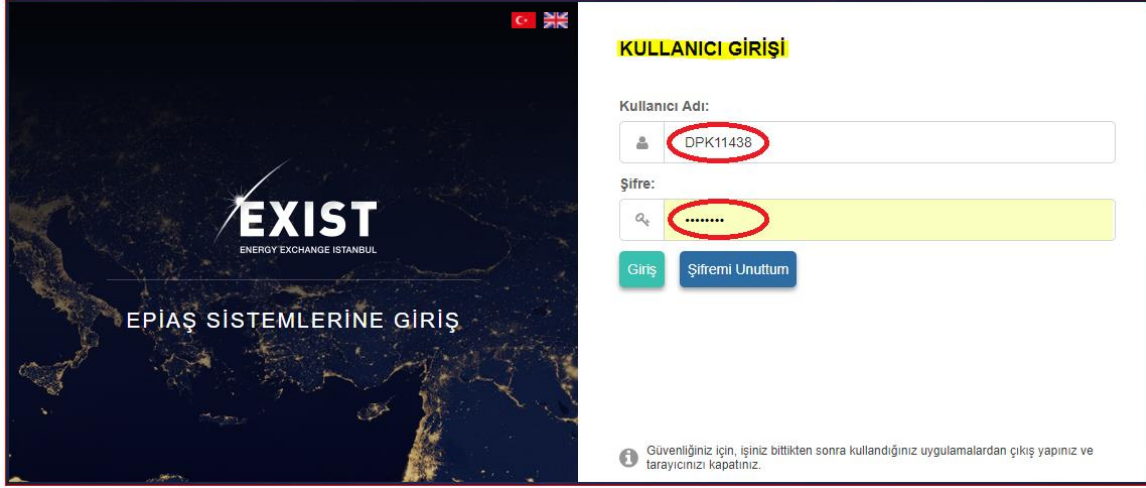 EXIST
ENERGY EXCHANGE ISTANBUL
EPİAŞ SİSTEMLERİNE GİRİŞ
KULLANICI GİRİŞİ
Kullanıcı Adı:
DPK11438
Şifre:
••••••••
Giriş
Şifremi Unuttum
Güvenliğiniz için, işiniz bittikten sonra kullandığınız uygulamalardan çıkış yapınız ve
tarayıcınızı kapatınız.